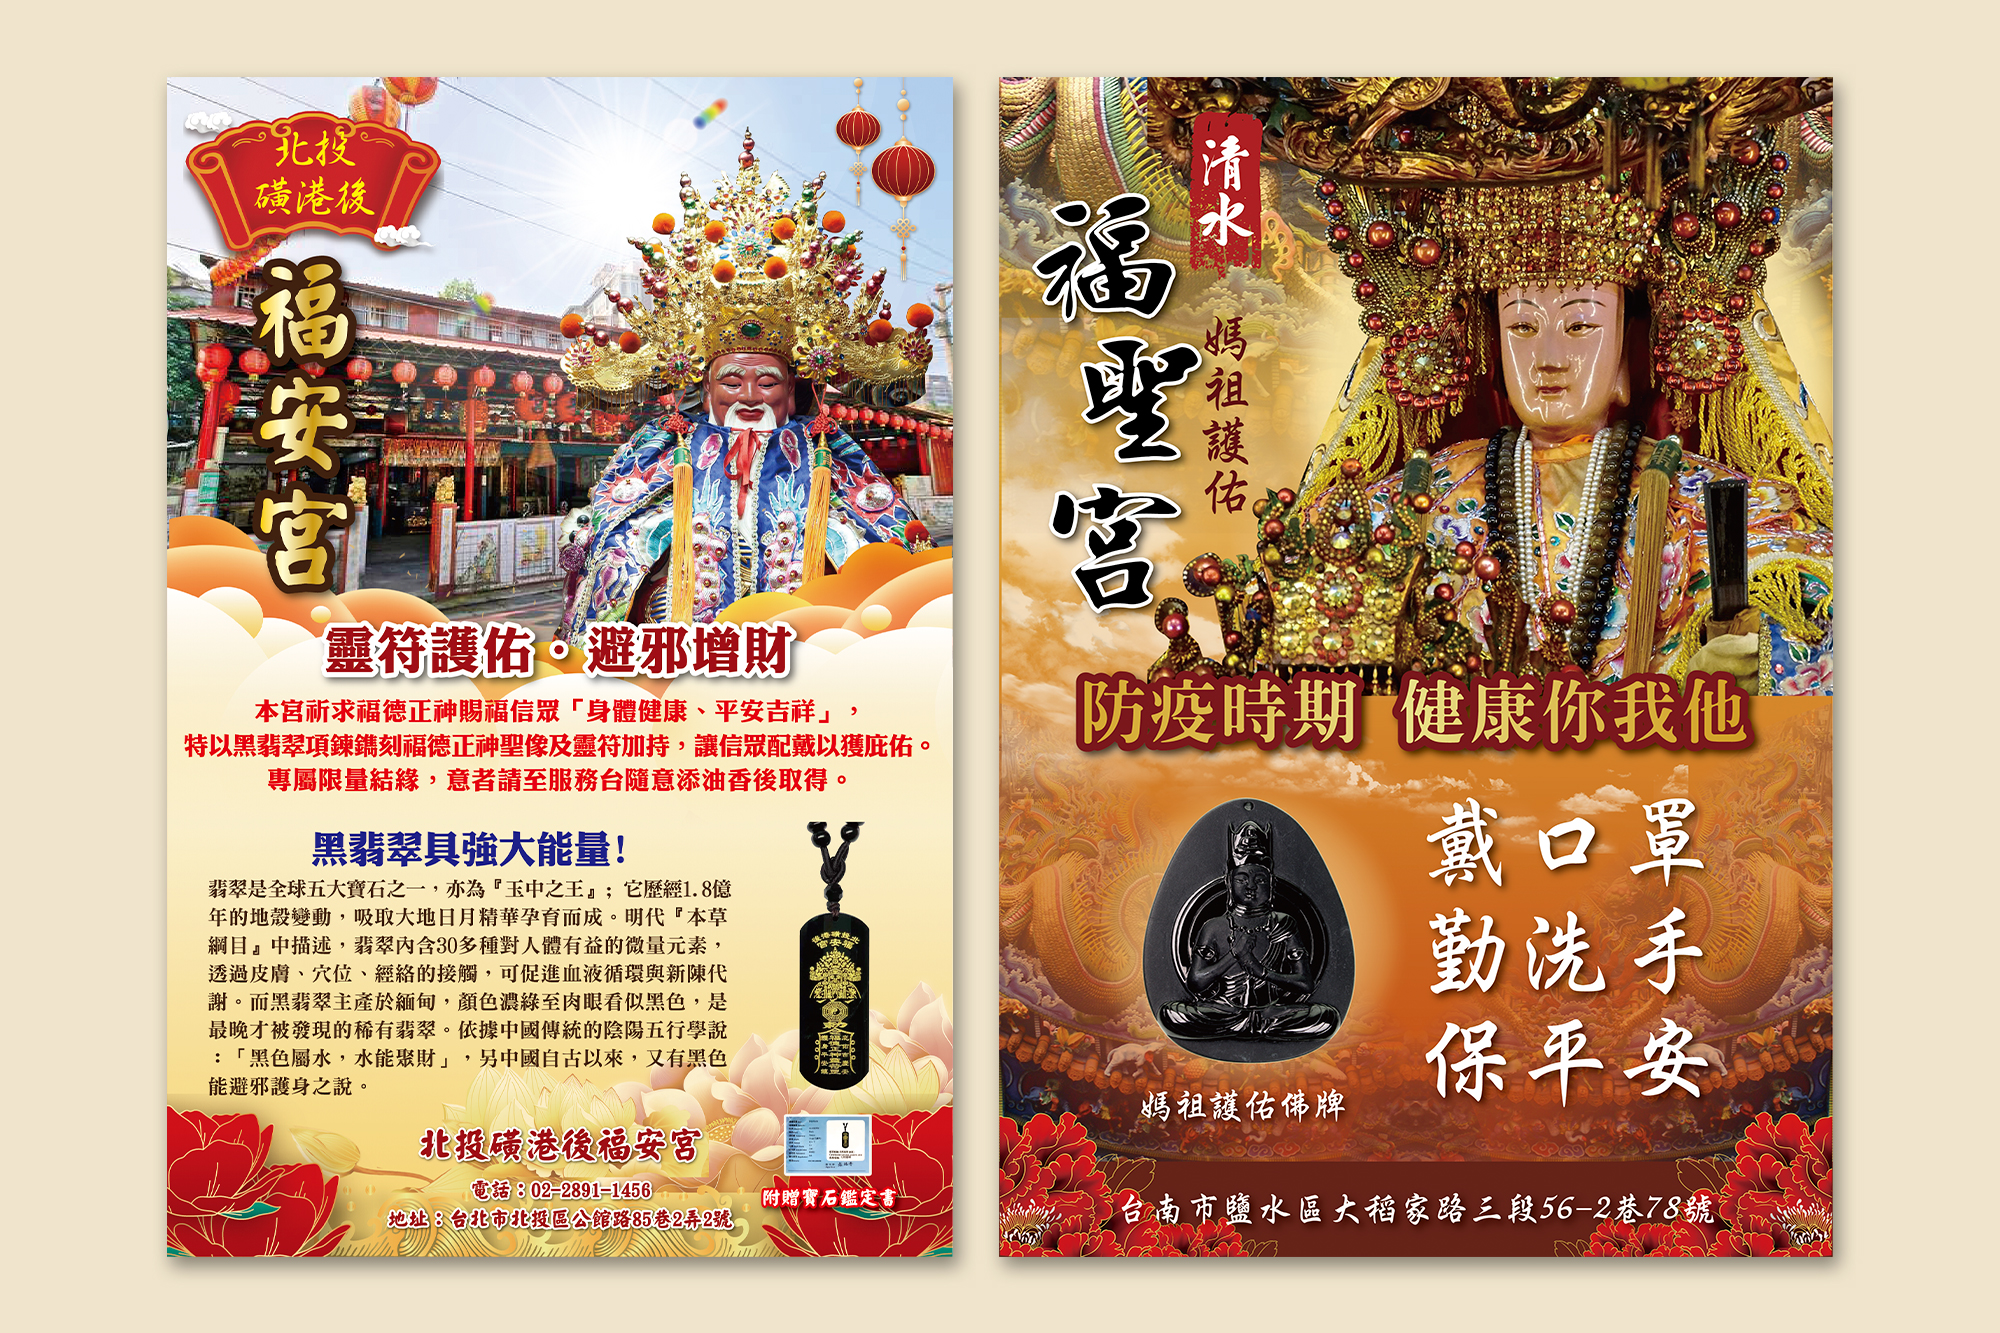 北投
磺港後
福安宮
靈符護佑・避邪增財
本宮祈求福德正神賜福信眾「身體健康、平安吉祥」，
特以黑翡翠項鍊鐫刻福德正神聖像及靈符加持，讓信眾配戴以獲庇佑。
專屬限量結緣，意者請至服務台隨意添油香後取得。
黑翡翠具強大能量!
翡翠是全球五大寶石之一，亦為『玉中之王』；它歷經1.8億
年的地殼變動，吸取大地日月精華孕育而成。明代『本草
綱目』中描述，翡翠內含30多種對人體有益的微量元素，
透過皮膚、穴位、經絡的接觸，可促進血液循環與新陳代
謝。而黑翡翠主產於緬甸，顏色濃綠至肉眼看似黑色，是
最晚才被發現的稀有翡翠。依據中國傳統的陰陽五行學說
：「黑色屬水，水能聚財」，另中國自古以來，又有黑色
能避邪護身之說。
後港磺投北
宮安福
北投磺港後福安宮
電話：02-2891-1456
地址：台北市北投區公館路85巷2弄2號
附贈寶石鑑定書
清水
福聖宮
媽祖護佑
防疫時期 健康你我他
戴口罩
勤洗手
保平安
媽祖護佑佛牌
台南市鹽水區大稻家路三段56-2巷78號